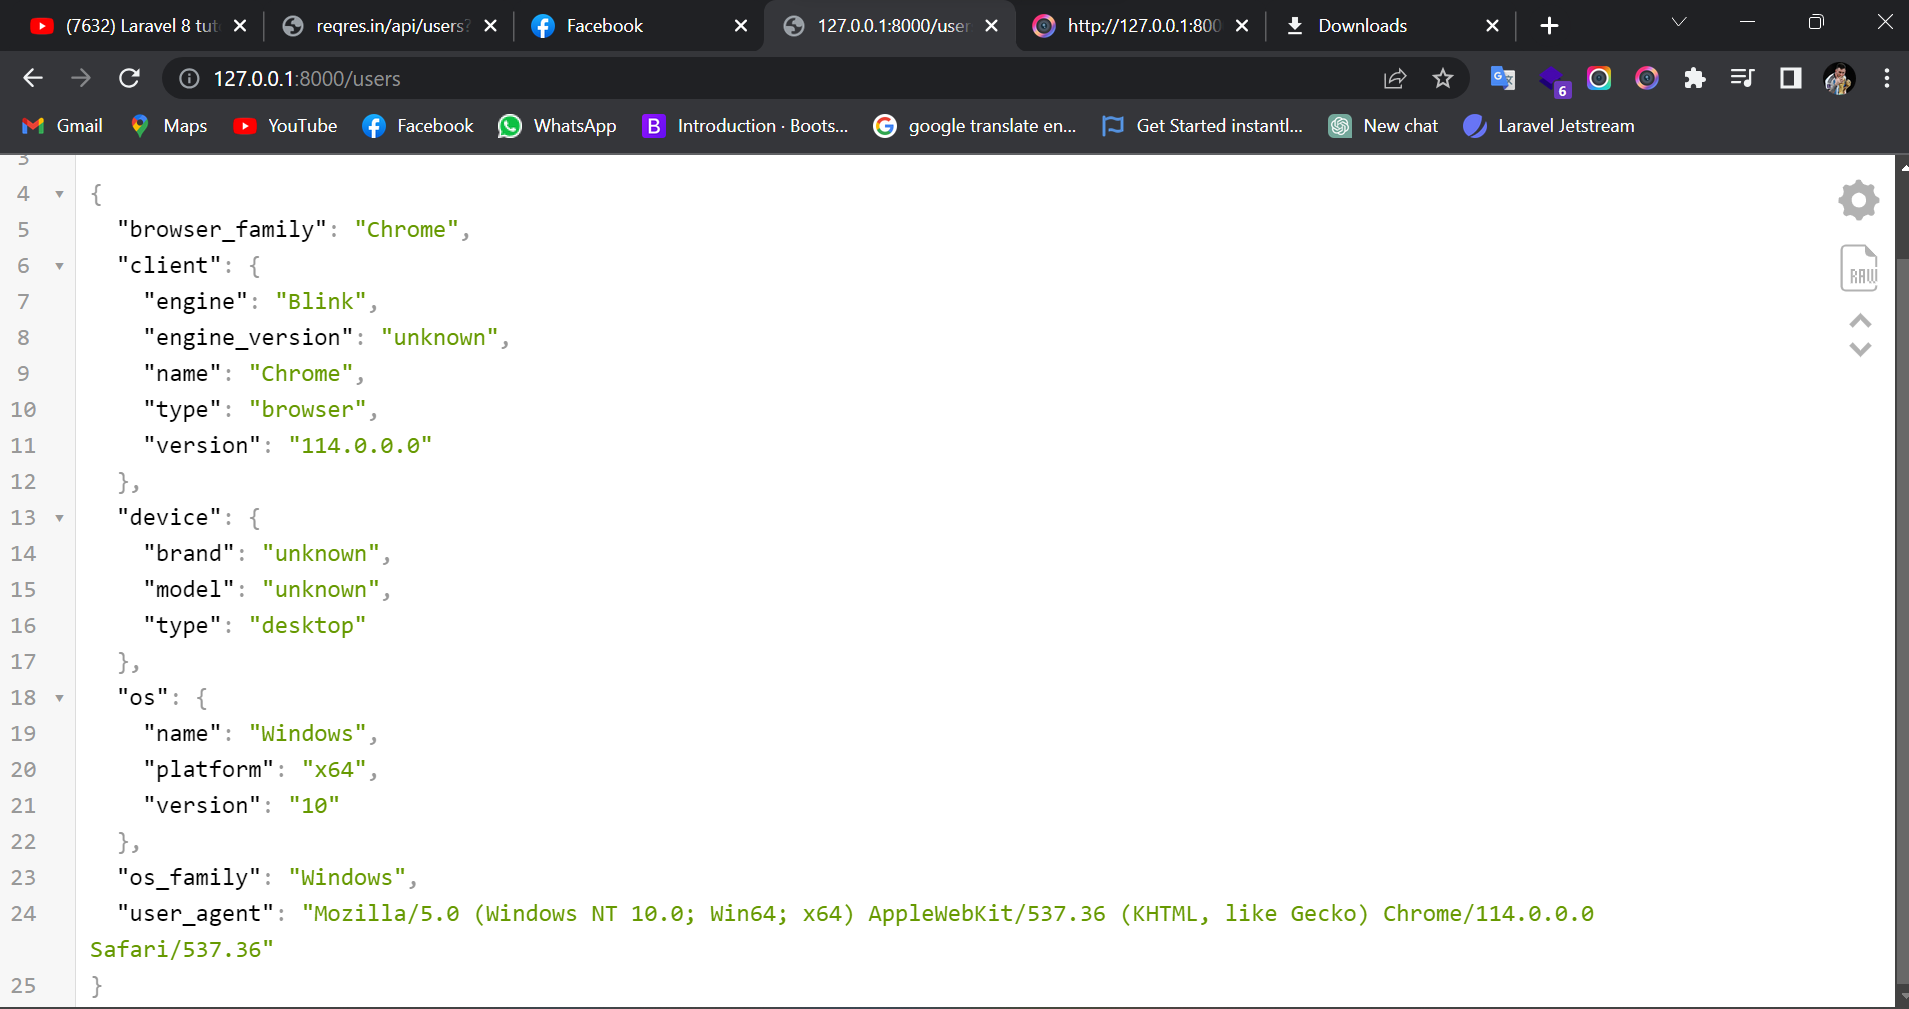 (7632) Laravel 8 tut
reqres.in/api/users?
Facebook
127.0.0.1:8000/user
http://127.0.0.1:800
Downloads
127.0.0.1:8000/users
6
Gmail
Maps
YouTube
Facebook
WhatsApp
B
Introduction · Boots...
google translate en...
Get Started instantl...
New chat
Laravel Jetstream
3
4 {
5 "browser_family": "Chrome",
6 "client": {
7 "engine": "Blink",
8 "engine_version": "unknown",
9 "name": "Chrome",
10 "type": "browser",
11 "version": "114.0.0.0"
12 },
13 "device": {
14 "brand": "unknown",
15 "model": "unknown",
16 "type": "desktop"
17 },
18 "os": {
19 "name": "Windows",
20 "platform": "x64",
21 "version": "10"
22 },
23 "os_family": "Windows",
24 "user_agent": "Mozilla/5.0 (Windows NT 10.0; Win64; x64) AppleWebKit/537.36 (KHTML, like Gecko) Chrome/114.0.0.0
Safari/537.36"
25 }
RAW